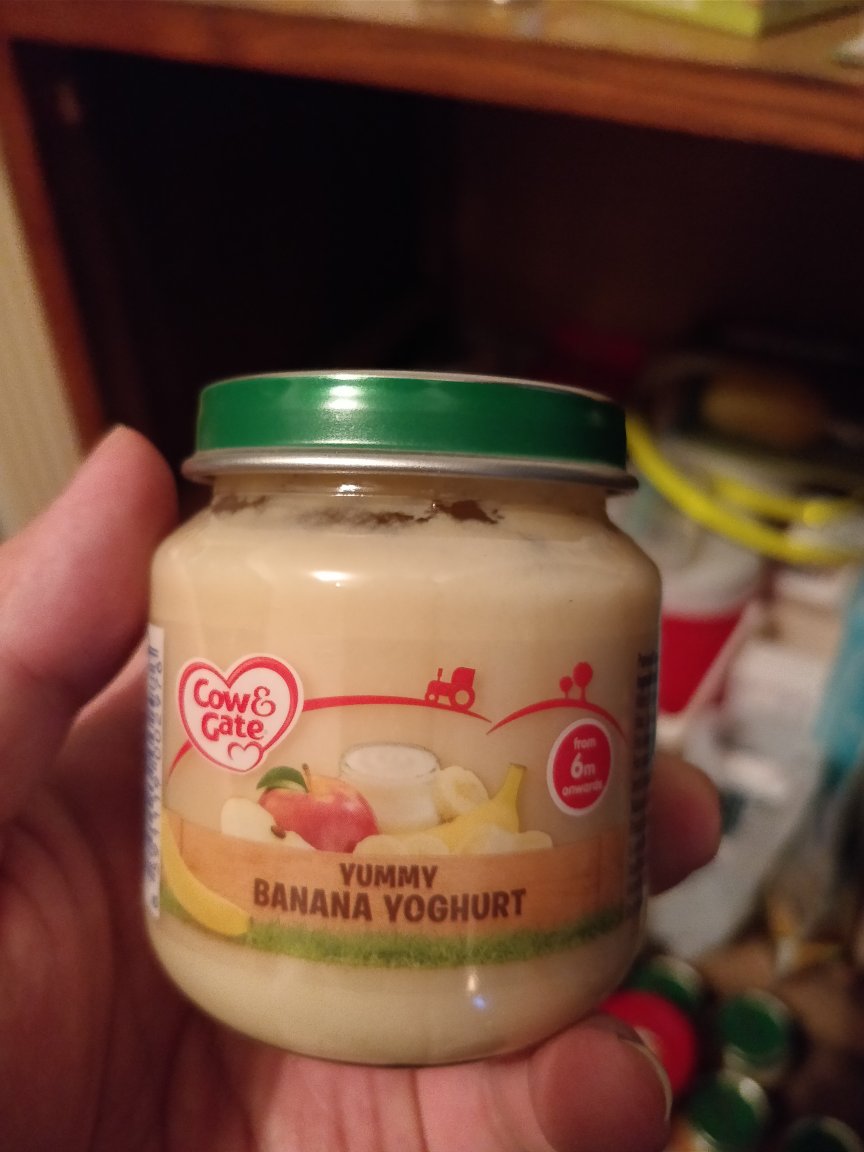 Cow &
Gate
from
6m
onwards
YUMMY
BANANA YOGHURT